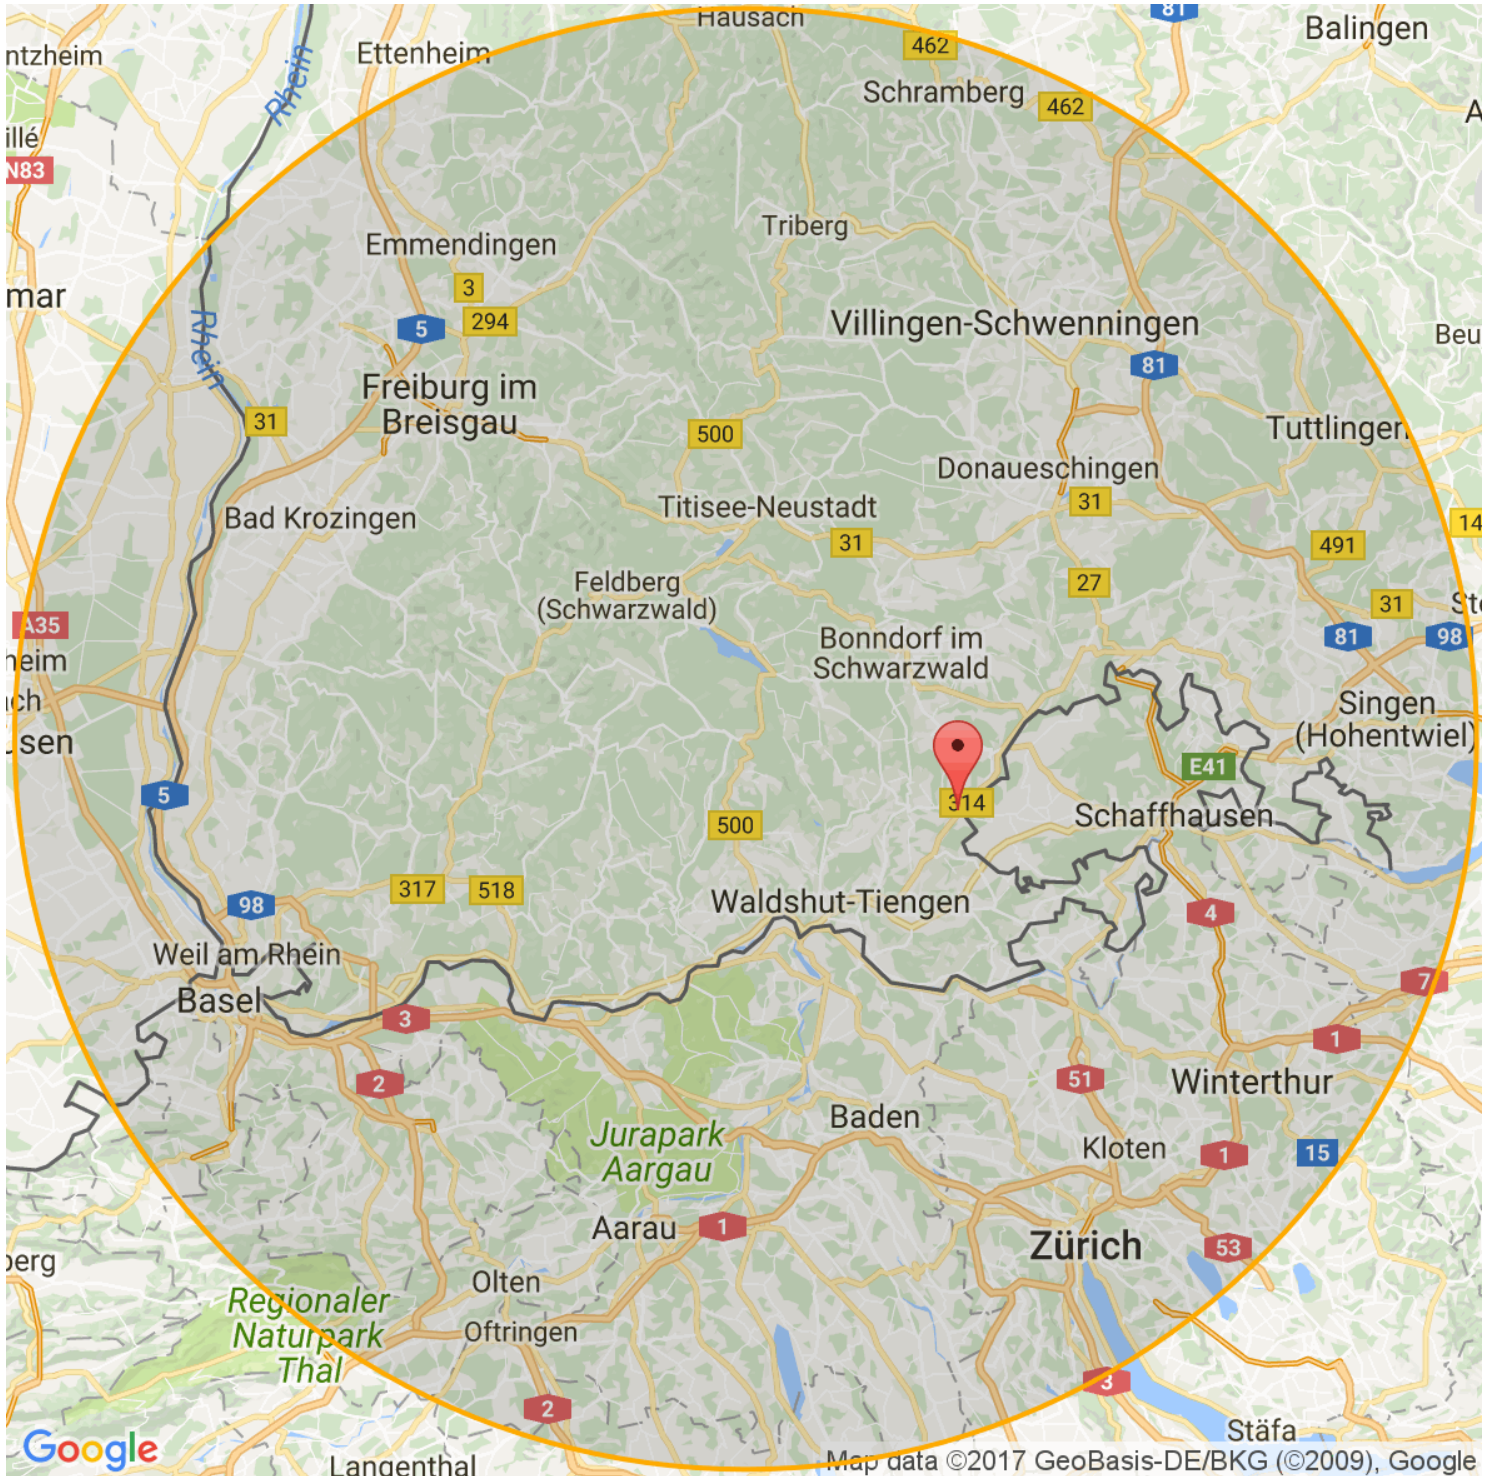 Hausach
81
Balingen
ntzheim
Ettenheim
462
Rhein
Schramberg
462
A
illé
N83
Triberg
Emmendingen
3
mar
294
5
Villingen-Schwenningen
Beu
Rhein
81
Freiburg im
Breisgau
31
500
Tuttlingen
Donaueschingen
31
Titisee-Neustadt
Bad Krozingen
14
31
491
Feldberg
(Schwarzwald)
27
31
Sto
A35
81
98
Bonndorf im
Schwarzwald
heim
ch
Singen
(Hohentwiel)
usen
E41
5
314
Schaffhausen
500
317
518
98
Waldshut-Tiengen
4
Weil am Rhein
7
Basel
3
1
2
51
Winterthur
Baden
Jurapark
Aargau
Kloten
1
15
Aarau
1
Zürich
53
berg
Olten
Regionaler
Naturpark
Thal
Oftringen
3
2
Stäfa
Google
Langenthal
Map data ©2017 GeoBasis-DE/BKG (©2009), Google